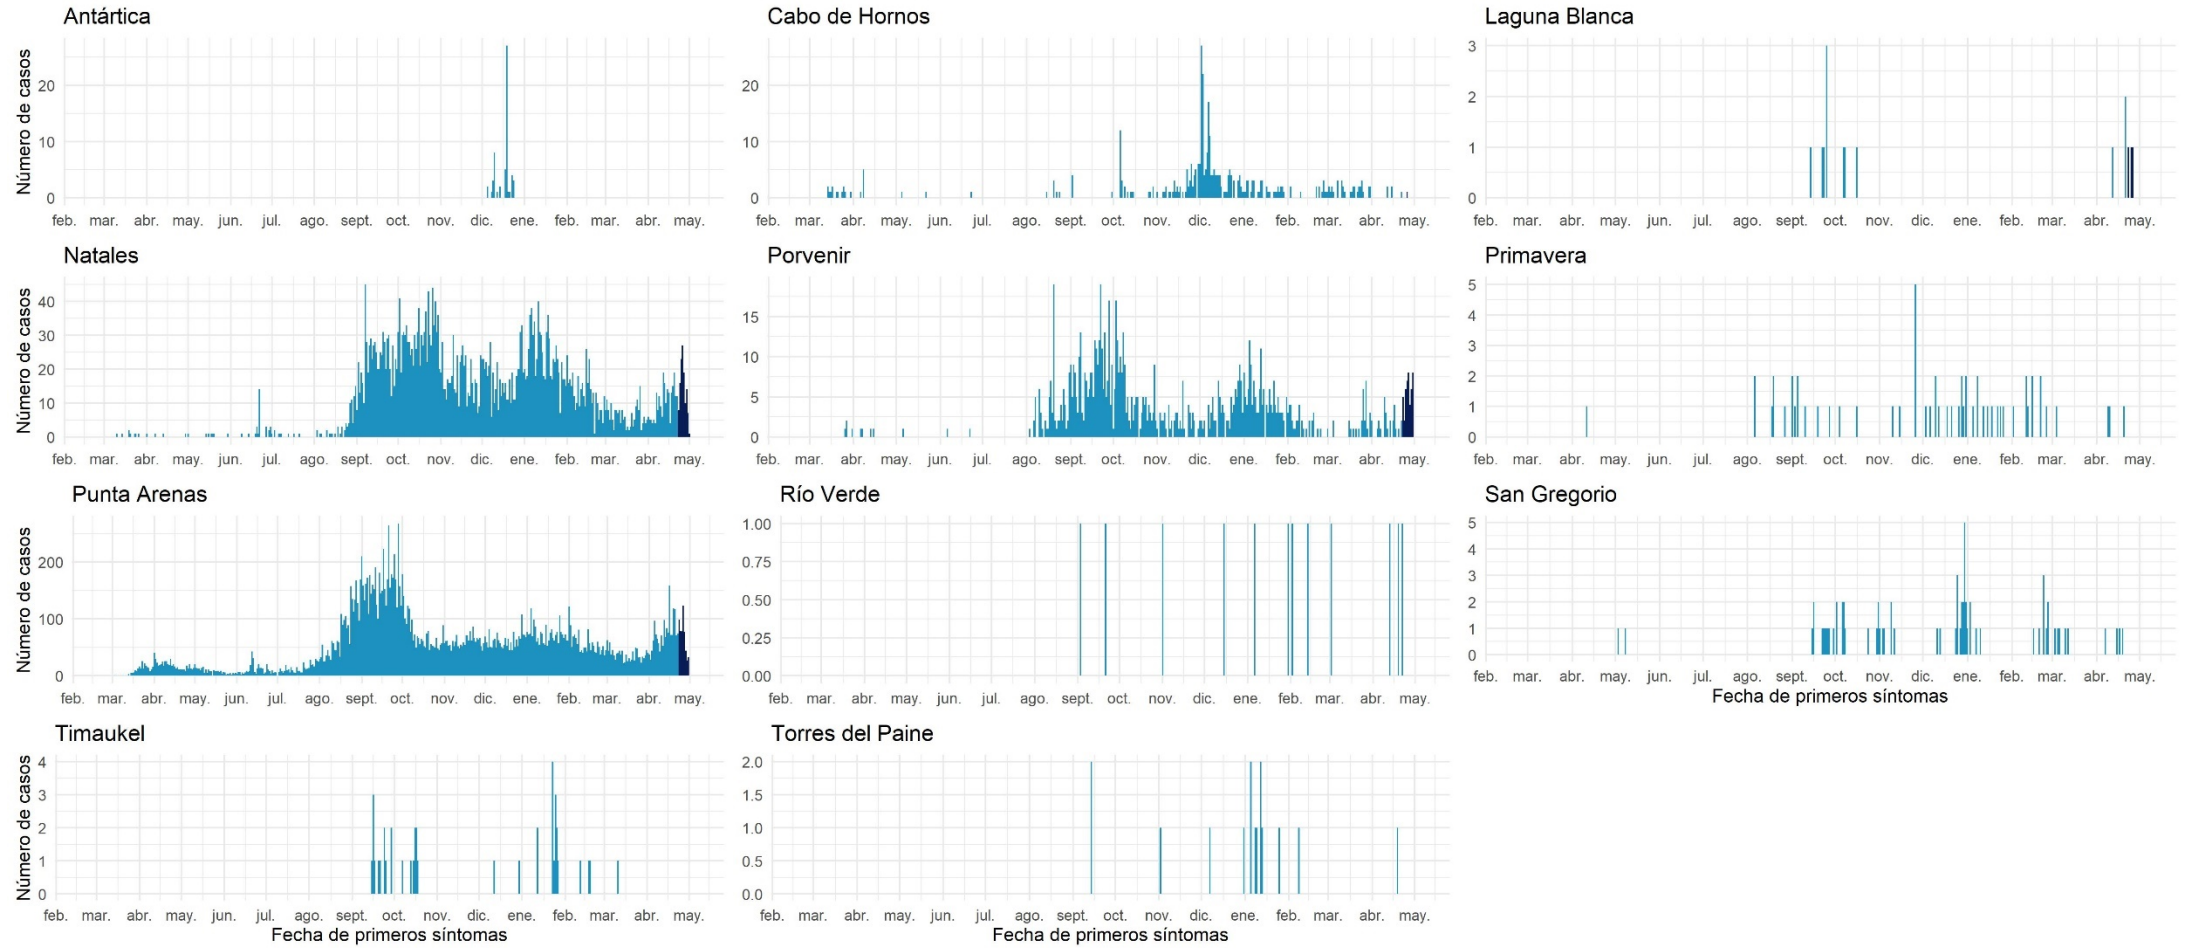 Antártica
Número de casos
20
10
0
feb. mar. abr. may. jun. jul. ago. sept. oct. nov. dic. ene. feb. mar. abr. may.
Cabo de Hornos
20
10
0
feb. mar. abr. may. jun. jul. ago. sept. oct. nov. dic. ene. feb. mar. abr. may.
Laguna Blanca
3
2
1
0
feb. mar. abr. may. jun. jul. ago. sept. oct. nov. dic. ene. feb. mar. abr. may.
Natales
Número de casos
40
30
20
10
0
feb. mar. abr. may. jun. jul. ago. sept. oct. nov. dic. ene. feb. mar. abr. may.
Porvenir
15
10
5
0
feb. mar. abr. may. jun. jul. ago. sept. oct. nov. dic. ene. feb. mar. abr. may.
Primavera
5
4
3
2
1
0
feb. mar. abr. may. jun. jul. ago. sept. oct. nov. dic. ene. feb. mar. abr. may.
Punta Arenas
Número de casos
200
100
0
feb. mar. abr. may. jun. jul. ago. sept. oct. nov. dic. ene. feb. mar. abr. may.
Río Verde
1.00
0.75
0.50
0.25
0.00
feb. mar. abr. may. jun. jul. ago. sept. oct. nov. dic. ene. feb. mar. abr. may.
San Gregorio
5
4
3
2
1
0
feb. mar. abr. may. jun. jul. ago. sept. oct. nov. dic. ene. feb. mar. abr. may.
Fecha de primeros síntomas
Timaukel
Número de casos
4
3
2
1
0
feb. mar. abr. may. jun. jul. ago. sept. oct. nov. dic. ene. feb. mar. abr. may.
Fecha de primeros síntomas
Torres del Paine
2.0
1.5
1.0
0.5
0.0
feb. mar. abr. may. jun. jul. ago. sept. oct. nov. dic. ene. feb. mar. abr. may.
Fecha de primeros síntomas